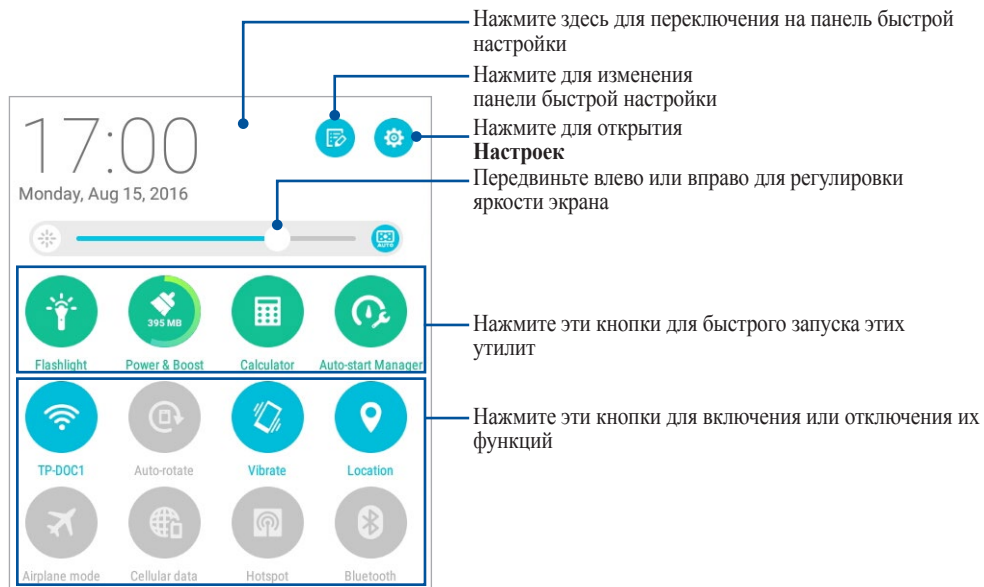 Нажмите здесь для переключения на панель быстрой
настройки
Нажмите для изменения
панели быстрой настройки
Нажмите для открытия
Настроек
Передвиньте влево или вправо для регулировки
яркости экрана
17:00
Monday, Aug 15, 2016
AUTO
395 MB
Flashlight Power & Boost Calculator Auto-start Manager
Нажмите эти кнопки для быстрого запуска этих
утилит
TP-DOC1 Auto-rotate Vibrate Location
Нажмите эти кнопки для включения или отключения их
функций
Airplane mode Cellular data Hotspot Bluetooth